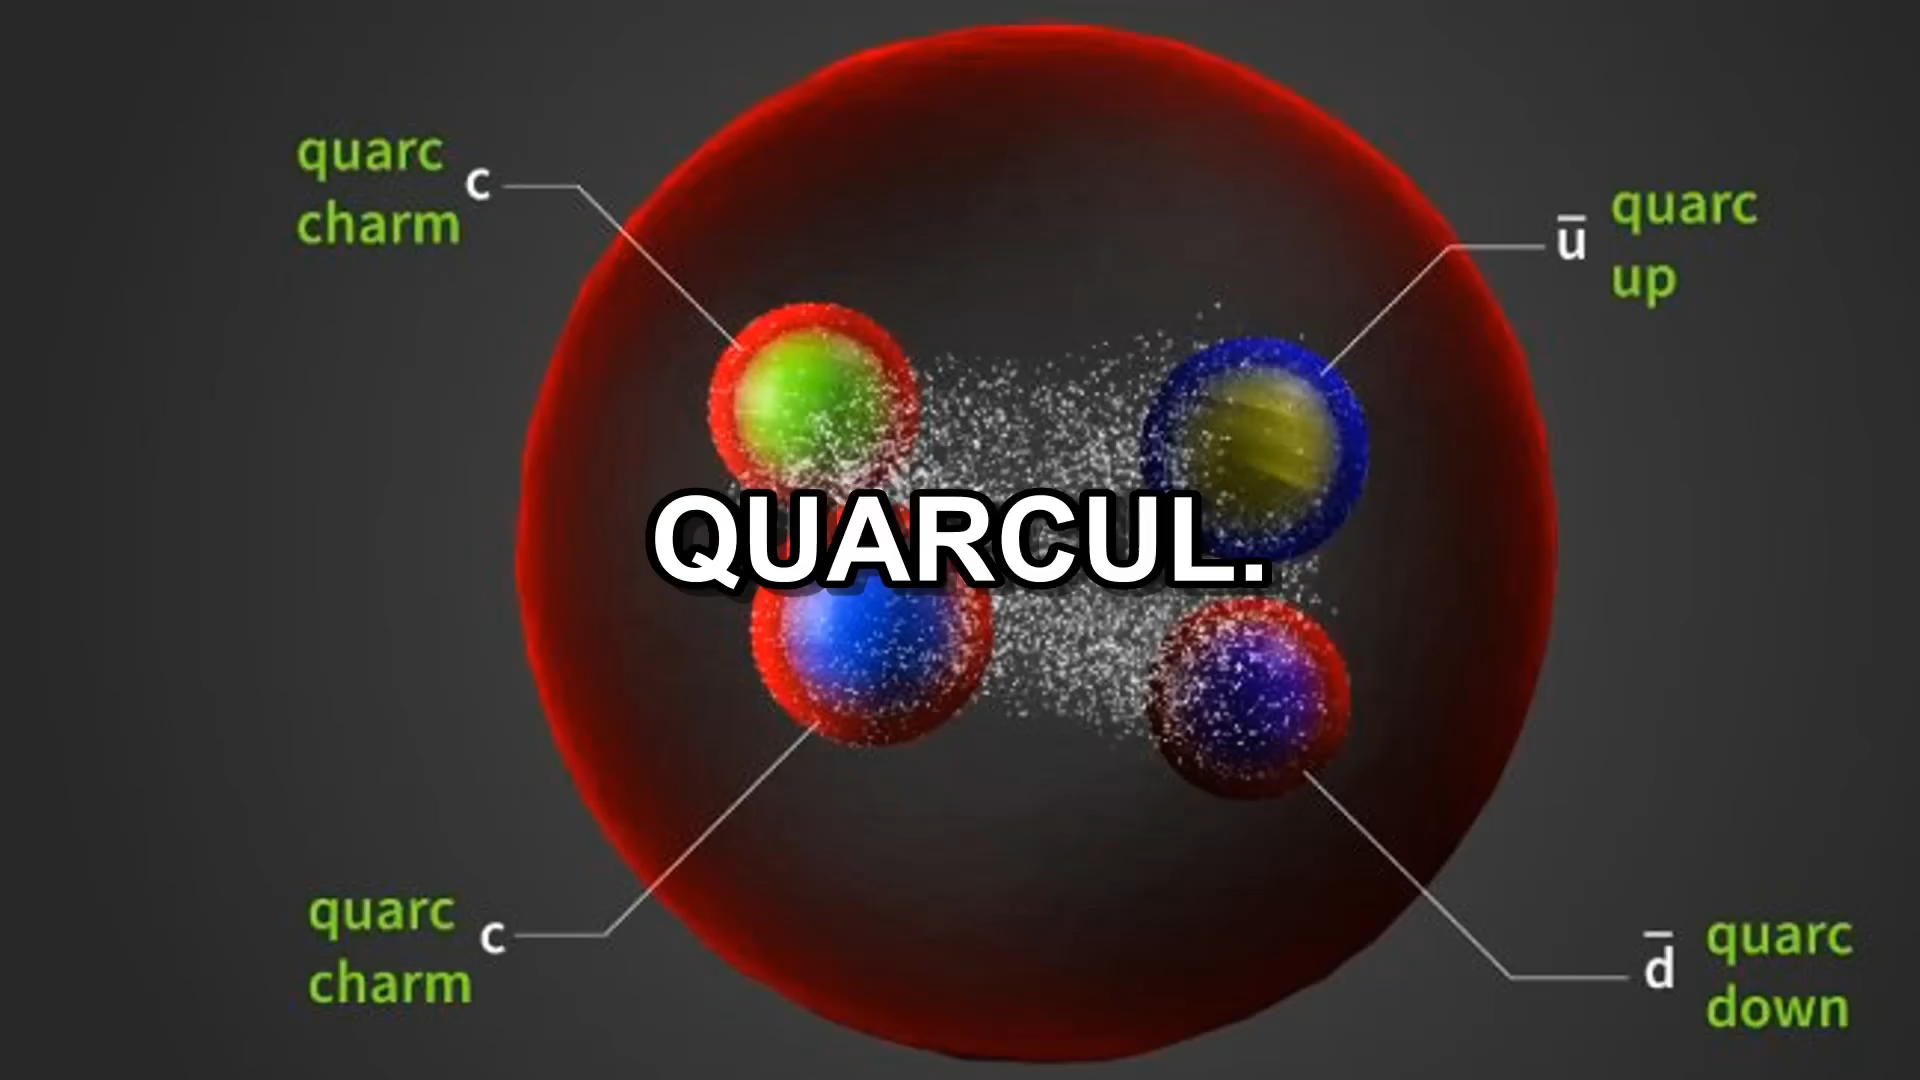 quarc
charm
c
ū
quarc
up
QUARCUL.
quarc
charm
c
d̄
quarc
down